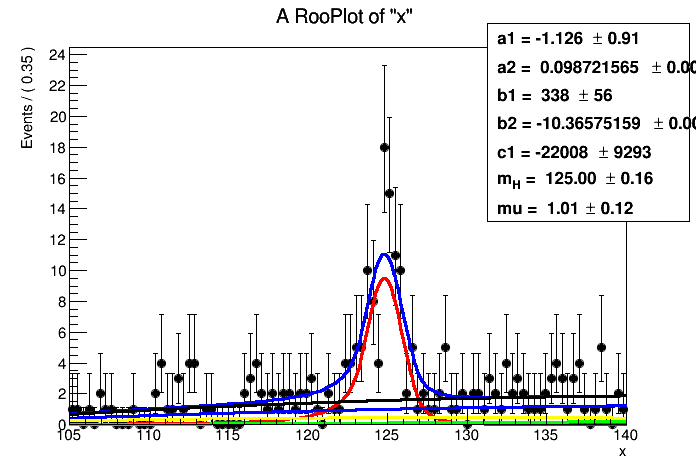 A RooPlot of "x"
Events / ( 0.35 )
24
22
20
18
16
14
12
10
8
6
4
2
0
105 110 115 120 125 130 135 140
x
a1 = -1.126 ± 0.91
a2 = 0.098721565 ± 0.00
b1 = 338 ± 56
b2 = -10.36575159 ± 0.00
c1 = -22008 ± 9293
mH = 125.00 ± 0.16
mu = 1.01 ± 0.12